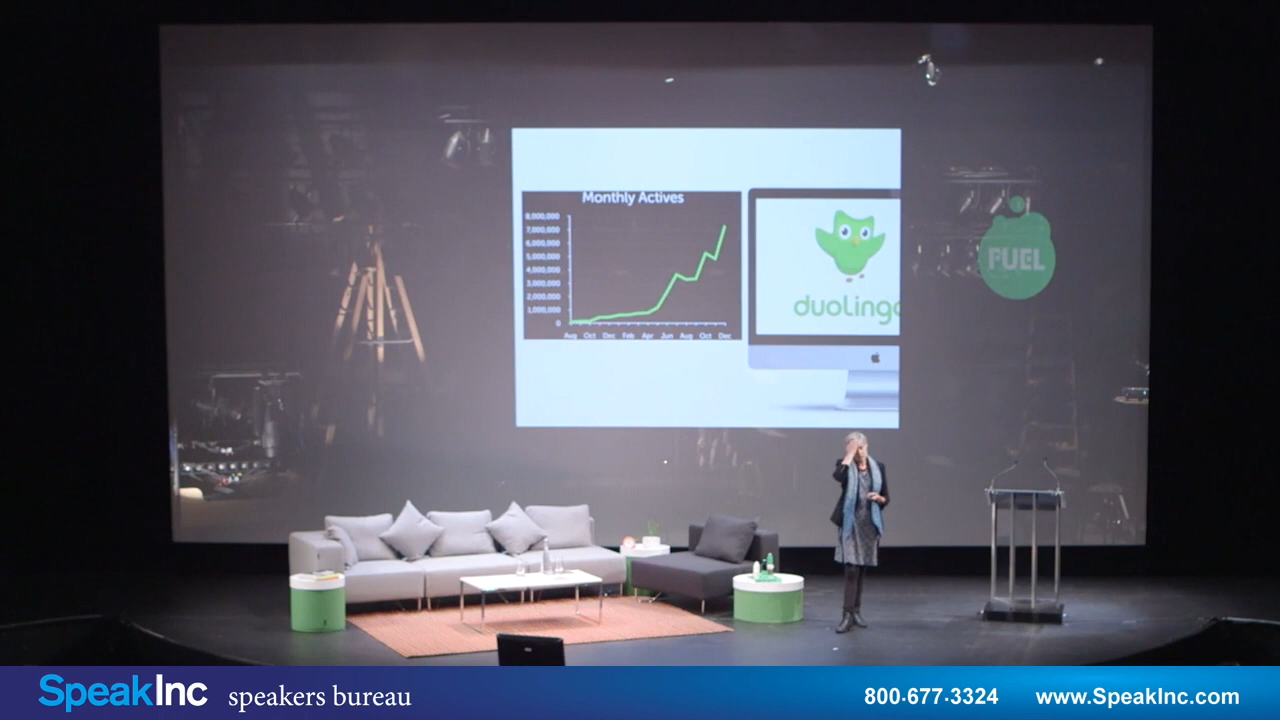 Monthly Actives
8,000,000
7,000,000
6,000,000
5,000,000
4,000,000
3,000,000
2,000,000
1,000,000
0
Aug Oct Dec Feb Apr Jun Aug Oct Dec
duolingo
FUEL
SpeakInc speakers bureau
800-677-3324 www.SpeakInc.com